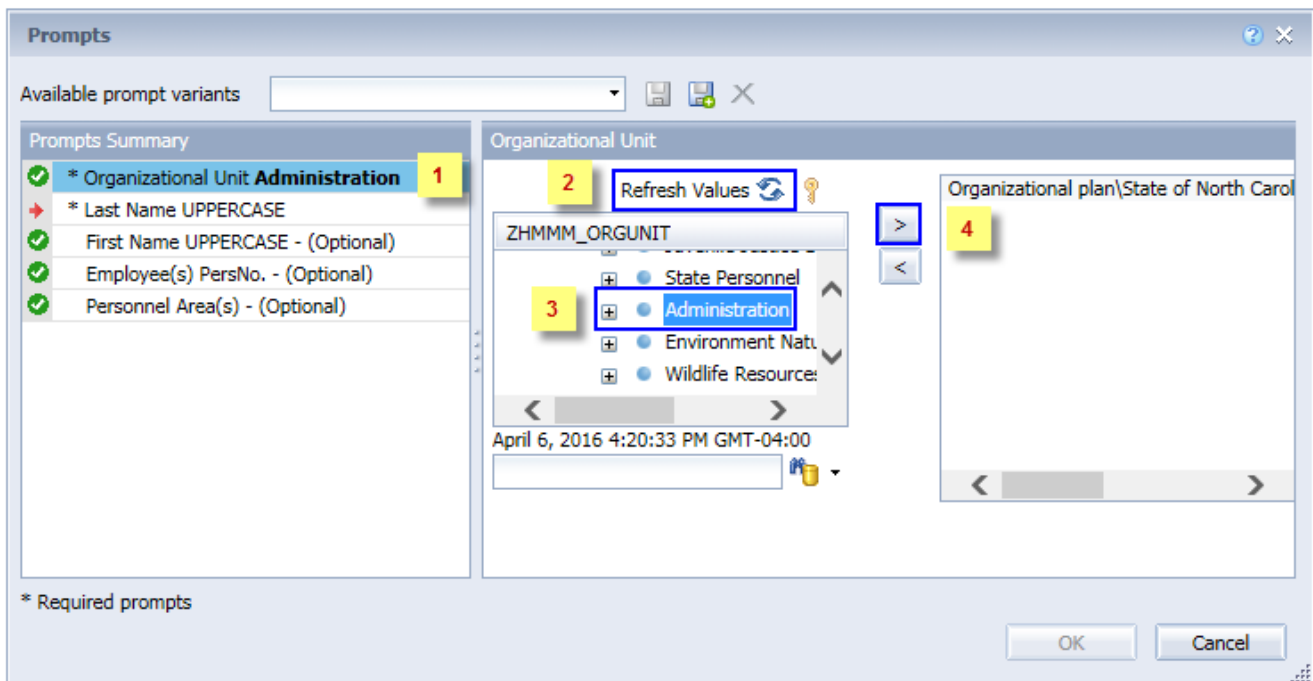 Prompts
Available prompt variants
Prompts Summary
* Organizational Unit Administration 1
* Last Name UPPERCASE
First Name UPPERCASE - (Optional)
Employee(s) PersNo. - (Optional)
Personnel Area(s) - (Optional)
Organizational Unit
2 Refresh Values
ZHMMM_ORGUNIT
State Personnel
3 Administration
Environment Natu
Wildlife Resources
April 6, 2016 4:20:33 PM GMT-04:00
>
<
4
Organizational plan\State of North Carol
* Required prompts
OK Cancel